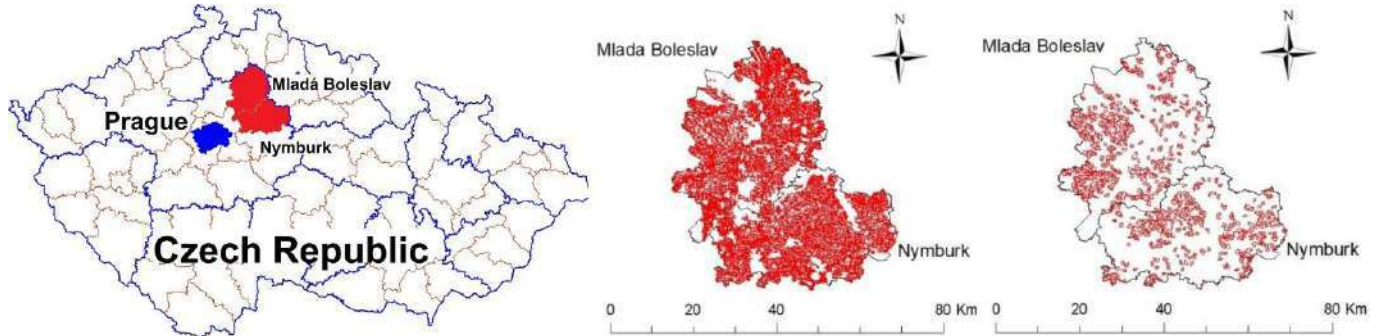 Mladá Boleslav
Prague
Nymburk
Czech Republic
N
Mlada Boleslav
Nymburk
0 20 40 80 Km
N
Mlada Boleslav
Nymburk
0 20 40 80 Km